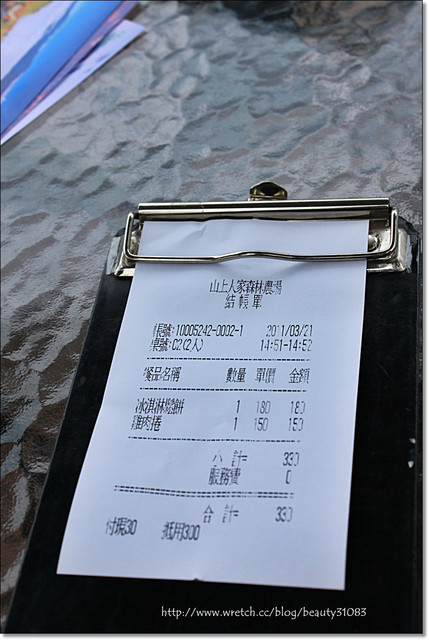 山上人家森林農場
結帳單
帳號:10005242-0002-1 2011/03/21
桌號:C2(2人) 14:51-14:52
餐品名稱 數量 單價 金額
冰淇淋鬆餅 1 180 180
雞肉捲 1 150 150
小 計= 330
服務費 0
合 計= 330
付現30 抵用300
http://www.wretch.cc/blog/beauty31083